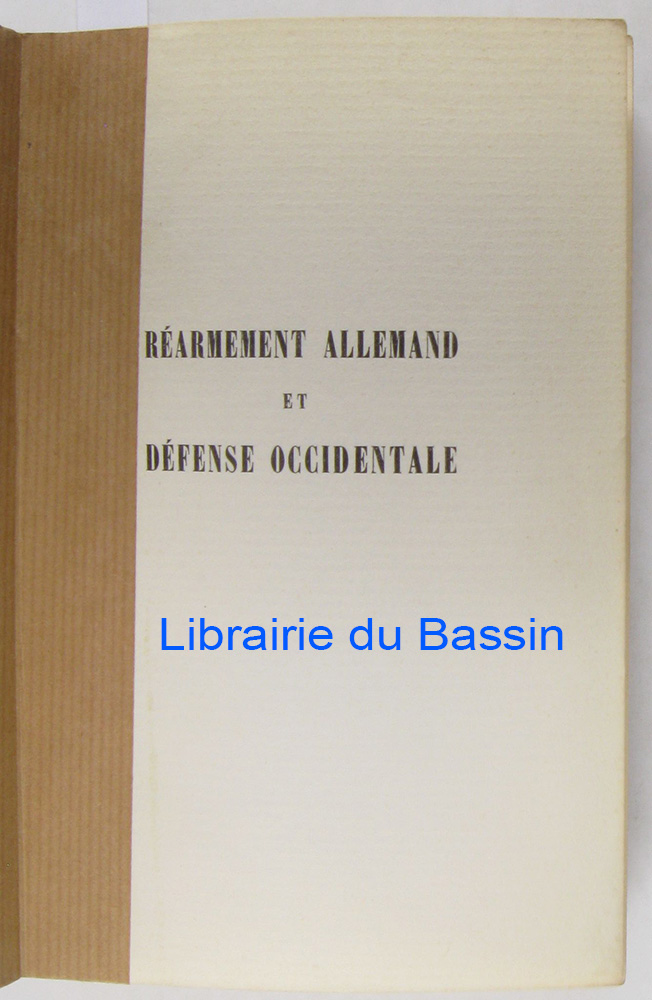 RÉARMEMENT ALLEMAND
ET
DÉFENSE OCCIDENTALE
Librairie du Bassin